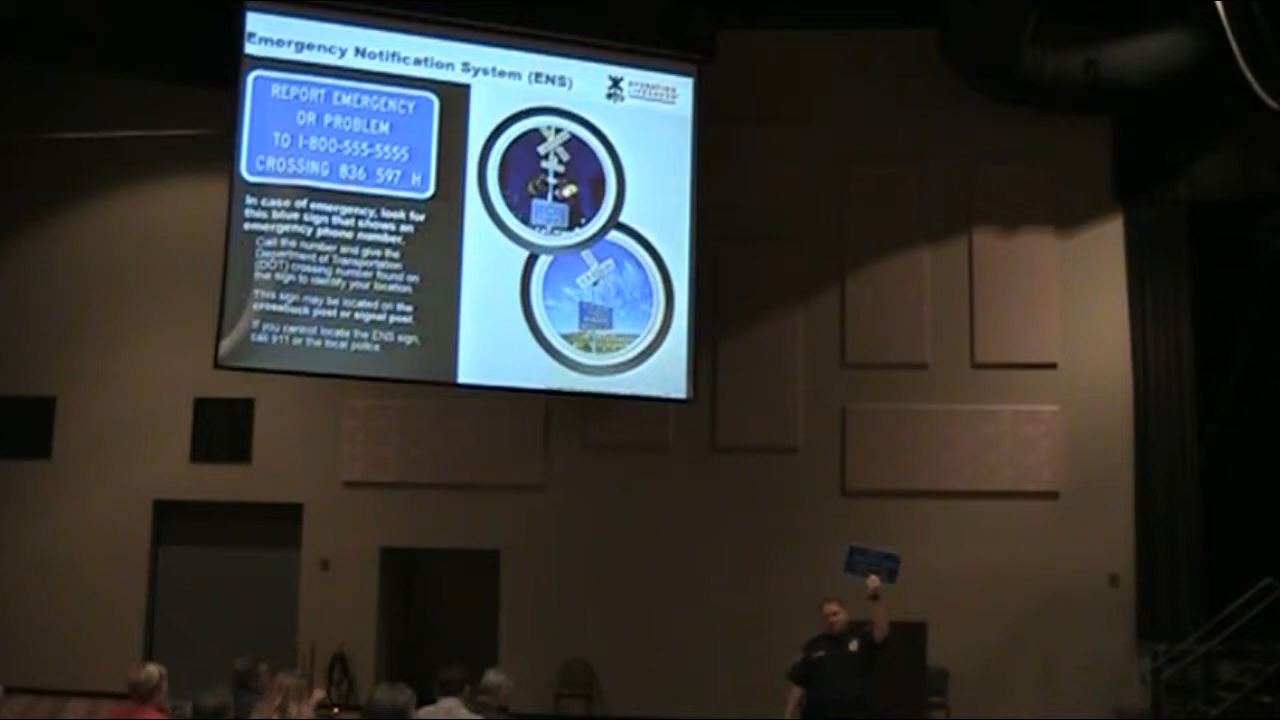 Emergency Notification System (ENS)
OPERATION
LIFESAVER
REPORT EMERGENCY
OR PROBLEM
TO 1-800-555-5555
CROSSING 836 597 H
In case of emergency, look for
this blue sign that shows an
emergency phone number.
Call the number and give the
Department of Transportation
(DOT) crossing number found on
the sign to identify your location.
This sign may be located on the
crossbuck post or signal post.
If you cannot locate the ENS sign,
call 911 or the local police.